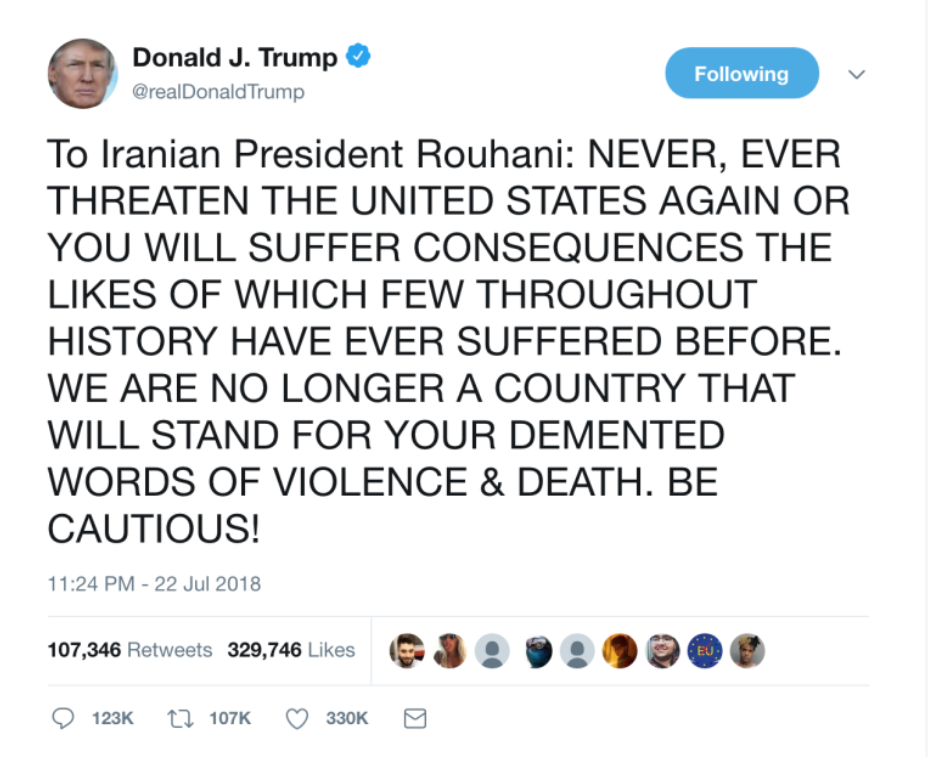 Donald J. Trump
Following
@realDonaldTrump
To Iranian President Rouhani: NEVER, EVER
THREATEN THE UNITED STATES AGAIN OR
YOU WILL SUFFER CONSEQUENCES THE
LIKES OF WHICH FEW THROUGHOUT
HISTORY HAVE EVER SUFFERED BEFORE.
WE ARE NO LONGER A COUNTRY THAT
WILL STAND FOR YOUR DEMENTED
WORDS OF VIOLENCE & DEATH. BE
CAUTIOUS!
11:24 PM - 22 Jul 2018
107,346 Retweets 329,746 Likes
EU
123K 107K 330K